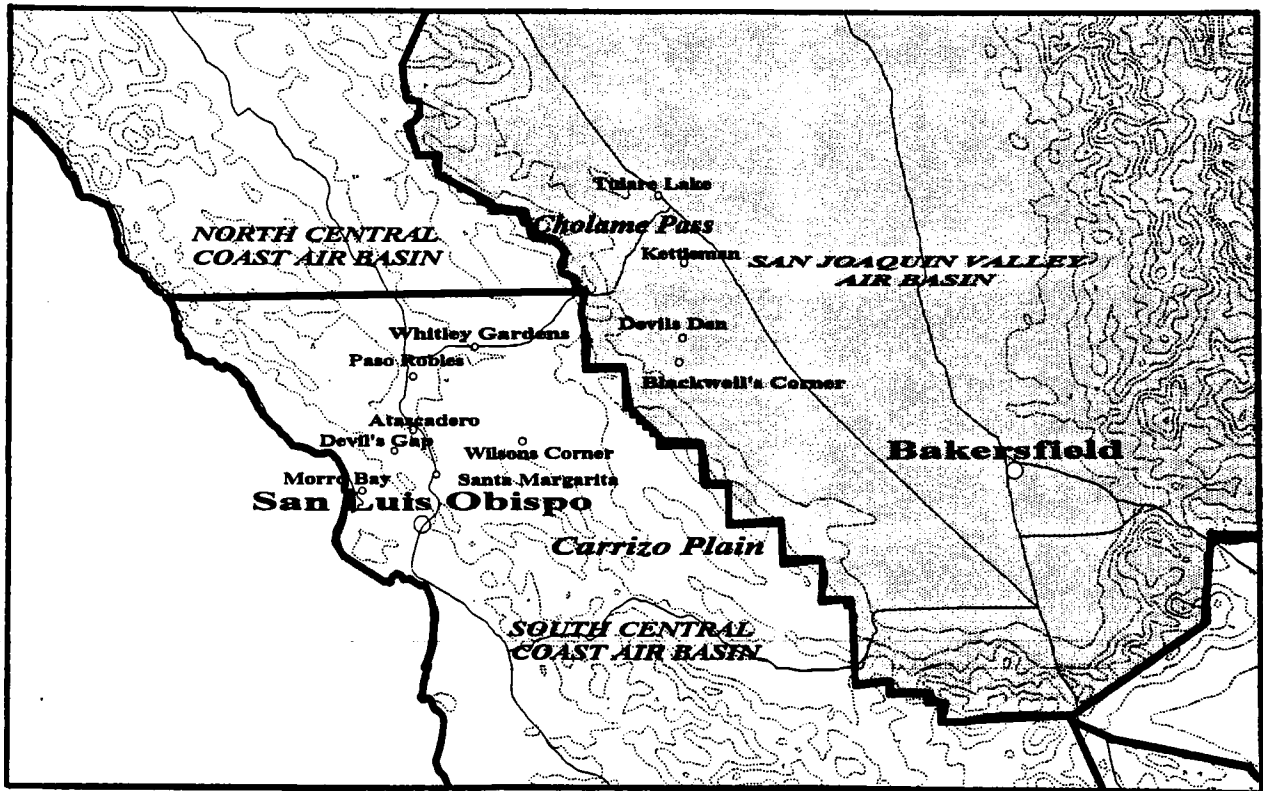 Tulare Lake
Cholame Pass
NORTH CENTRAL
COAST AIR BASIN
Kettleman
SAN JOAQUIN VALLEY
AIR BASIN
Devils Den
Whitley Gardens
Paso Robles
Blackwell's Corner
Atascadero
Devil's Gap
Wilsons Corner
Bakersfield
Morro Bay
Santa Margarita
San Luis Obispo
Carrizo Plain
SOUTH CENTRAL
COAST AIR BASIN